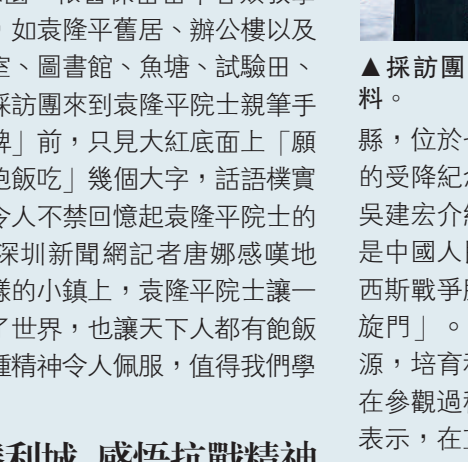 如袁隆平舊居、辦公樓以及
室、圖書館、魚塘、試驗田、
採訪團來到袁隆平院士親筆手
牌」前,只見大紅底面上「願
飽飯吃」幾個大字,話語樸實
令人不禁回憶起袁隆平院士的
深圳新聞網記者唐娜感嘆地
樣的小鎮上,袁隆平院士讓一
了世界,也讓天下人都有飽飯
種精神令人佩服,值得我們學
利城 感悟抗戰精神
▲採訪團
料。
縣,位於
的受降紀
吳建宏介
是中國人
西斯戰爭
旋門」。
源,培育
在參觀過
表示,在